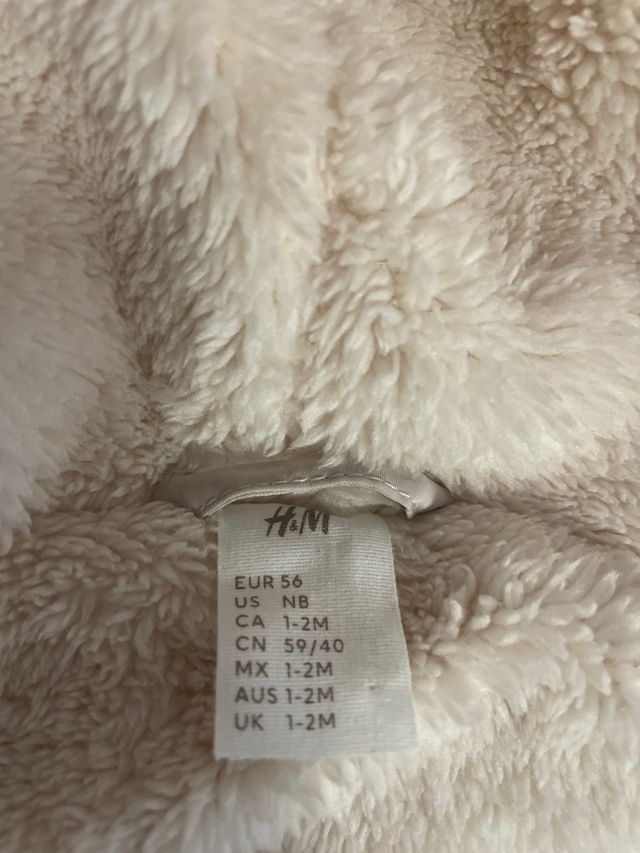 H&M
EUR 56
US NB
CA 1-2M
CN 59/40
MX 1-2M
AUS 1-2M
UK 1-2M